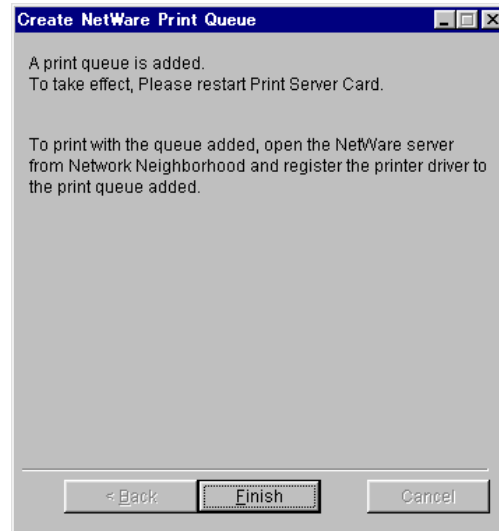 Create NetWare Print Queue
A print queue is added.
To take effect, Please restart Print Server Card.
To print with the queue added, open the NetWare server
from Network Neighborhood and register the printer driver to
the print queue added.
< Back
Finish
Cancel